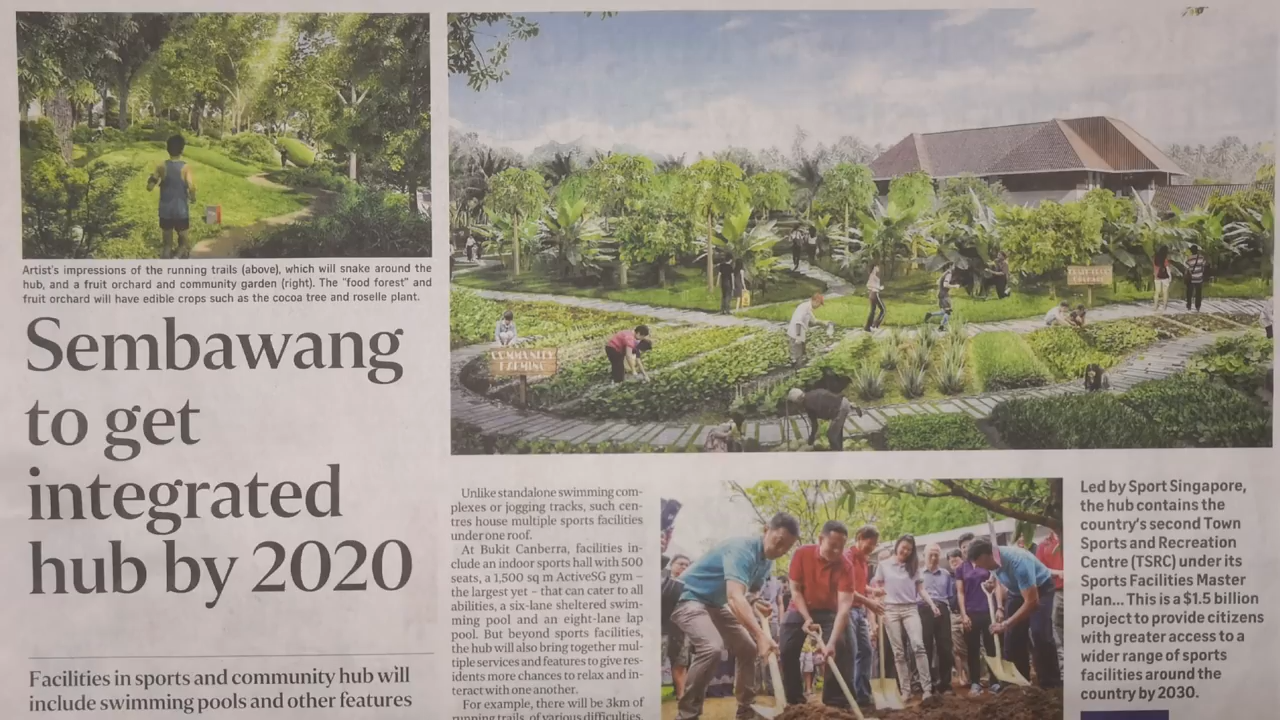 Artist's impressions of the running trails (above), which will snake around the
hub, and a fruit orchard and community garden (right). The "food forest" and
fruit orchard will have edible crops such as the cocoa tree and roselle plant.
Sembawang
to get
integrated
hub by 2020
Facilities in sports and community hub will
include swimming pools and other features
COMMUNITY
FARMING
Unlike standalone swimming com-
plexes or jogging tracks, such cen-
tres house multiple sports facilities
under one roof.
At Bukit Canberra, facilities in-
clude an indoor sports hall with 500
seats, a 1,500 sq m ActiveSG gym –
the largest yet – that can cater to all
abilities, a six-lane sheltered swim-
ming pool and an eight-lane lap
pool. But beyond sports facilities,
the hub will also bring together mul-
tiple services and features to give res-
idents more chances to relax and in-
teract with one another.
For example, there will be 3km of
running trails, of various difficulties,
Led by Sport Singapore,
the hub contains the
country's second Town
Sports and Recreation
Centre (TSRC) under its
Sports Facilities Master
Plan... This is a $1.5 billion
project to provide citizens
with greater access to a
wider range of sports
facilities around the
country by 2030.